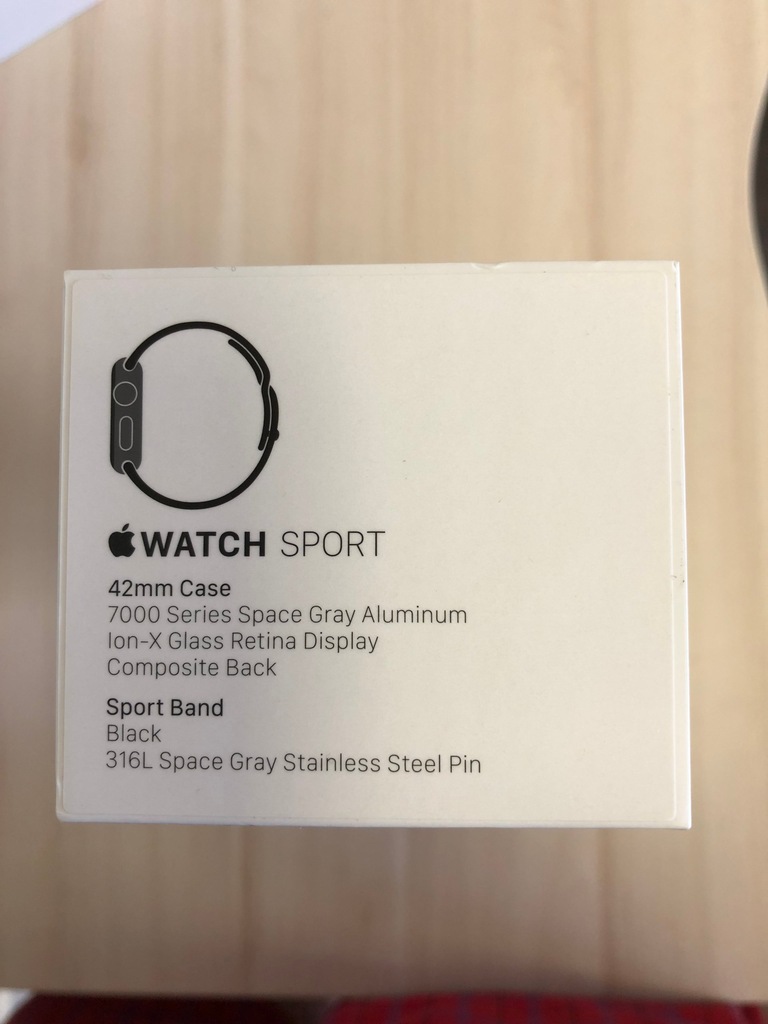 WATCH SPORT
42mm Case
7000 Series Space Gray Aluminum
Ion-X Glass Retina Display
Composite Back
Sport Band
Black
316L Space Gray Stainless Steel Pin